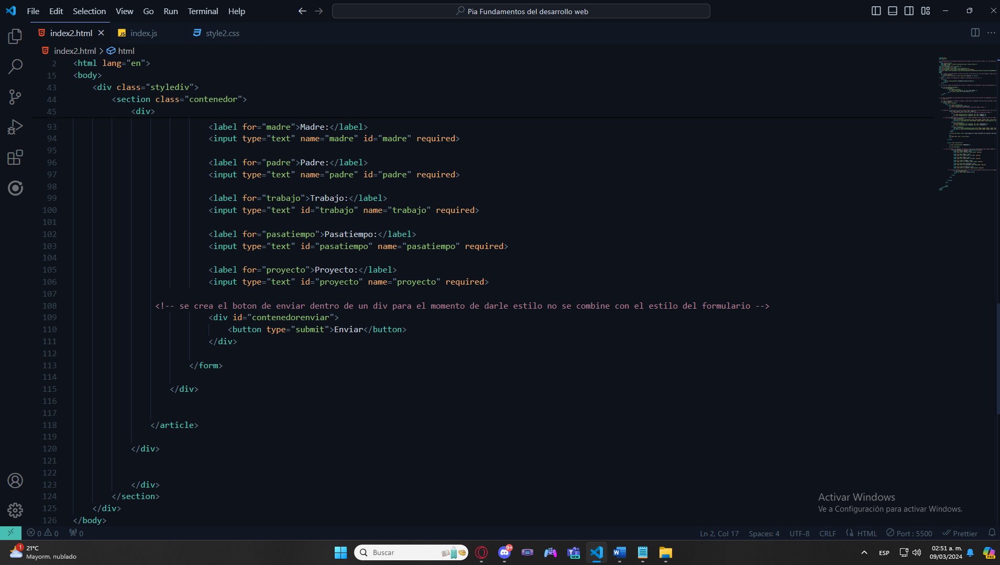 File Edit Selection View Go Run Terminal Help
Pia Fundamentos del desarrollo web
index2.html
JS index.js
style2.css
index2.html > html
2 <html lang="en">
15 <body>
43 <div class="stylediv">
44 <section class="contenedor">
45 <div>
93 <label for="madre">Madre:</label>
94 <input type="text" name="madre" id="madre" required>
95
96 <label for="padre">Padre:</label>
97 <input type="text" name="padre" id="padre" required>
98
99 <label for="trabajo">Trabajo:</label>
100 <input type="text" id="trabajo" name="trabajo" required>
101
102 <label for="pasatiempo">Pasatiempo:</label>
103 <input type="text" id="pasatiempo" name="pasatiempo" required>
104
105 <label for="proyecto">Proyecto:</label>
106 <input type="text" id="proyecto" name="proyecto" required>
107
108 <!-- se crea el boton de enviar dentro de un div para el momento de darle estilo no se combine con el estilo del formulario -->
109 <div id="contenedorenviar">
110 <button type="submit">Enviar</button>
111 </div>
112
113 </form>
114
115 </div>
116
117
118 </article>
119
120 </div>
121
122
123 </div>
124 </section>
125 </div>
126 </body>
Activar Windows
Ve a Configuración para activar Windows.
0 0 0
Ln 2, Col 17 Spaces: 4 UTF-8 CRLF HTML Port : 5500 Prettier
1 21°C
Mayorm. nublado
Buscar
9+
NEW
ESP
02:51 a. m.
09/03/2024
PRE